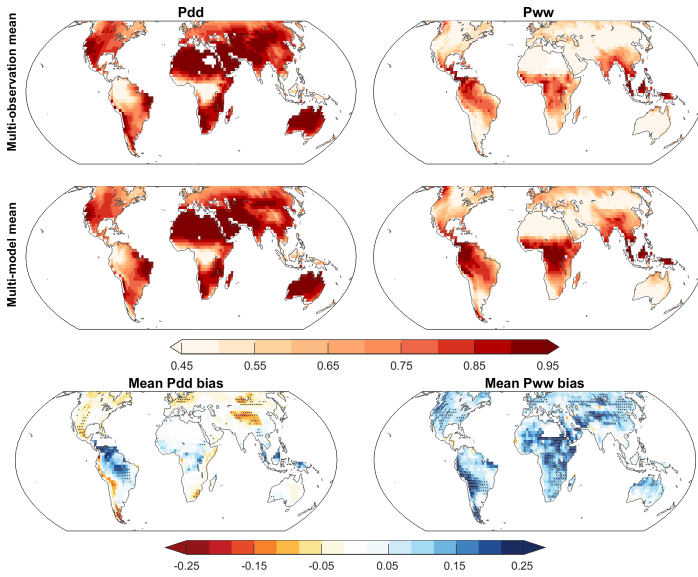 Pdd
Pww
Multi-observation mean
Multi-model mean
0.45 0.55 0.65 0.75 0.85 0.95
Mean Pdd bias
Mean Pww bias
-0.25 -0.15 -0.05 0.05 0.15 0.25